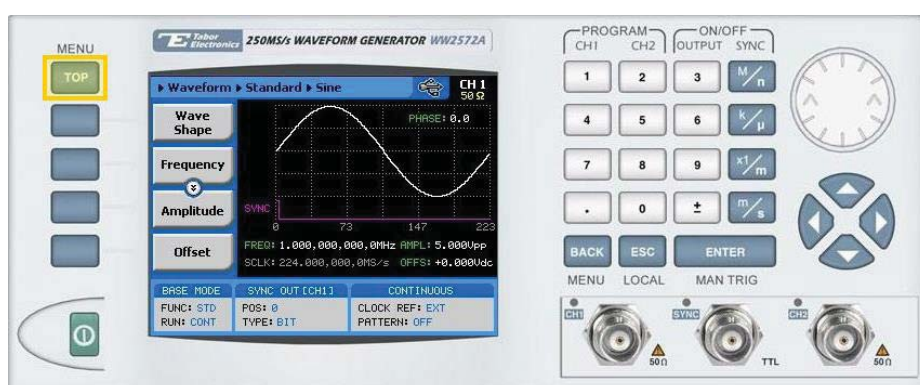 MENU
TOP
Tabor Electronics 250MS/s WAVEFORM GENERATOR WW2572A
Waveform Standard Sine CH 1
50 Ω
Wave Shape
Frequency
Amplitude
Offset
PHASE: 0.0
SYNC
0 73 147 223
FREQ: 1.000,000,000,0MHz AMPL: 5.000Vpp
SCLK: 224.000,000,0MS/s OFFS: +0.000Vdc
BASE MODE SYNC OUT [CH1] CONTINUOUS
FUNC: STD POS: 0 CLOCK REF: EXT
RUN: CONT TYPE: BIT PATTERN: OFF
PROGRAM ON/OFF
CH1 CH2 OUTPUT SYNC
1 2 3 M/n
4 5 6 k/µ
7 8 9 x1/m
. 0 ± m/s
BACK ESC ENTER
MENU LOCAL MAN TRIG
CH1 SYNC CH2
50Ω TTL 50Ω